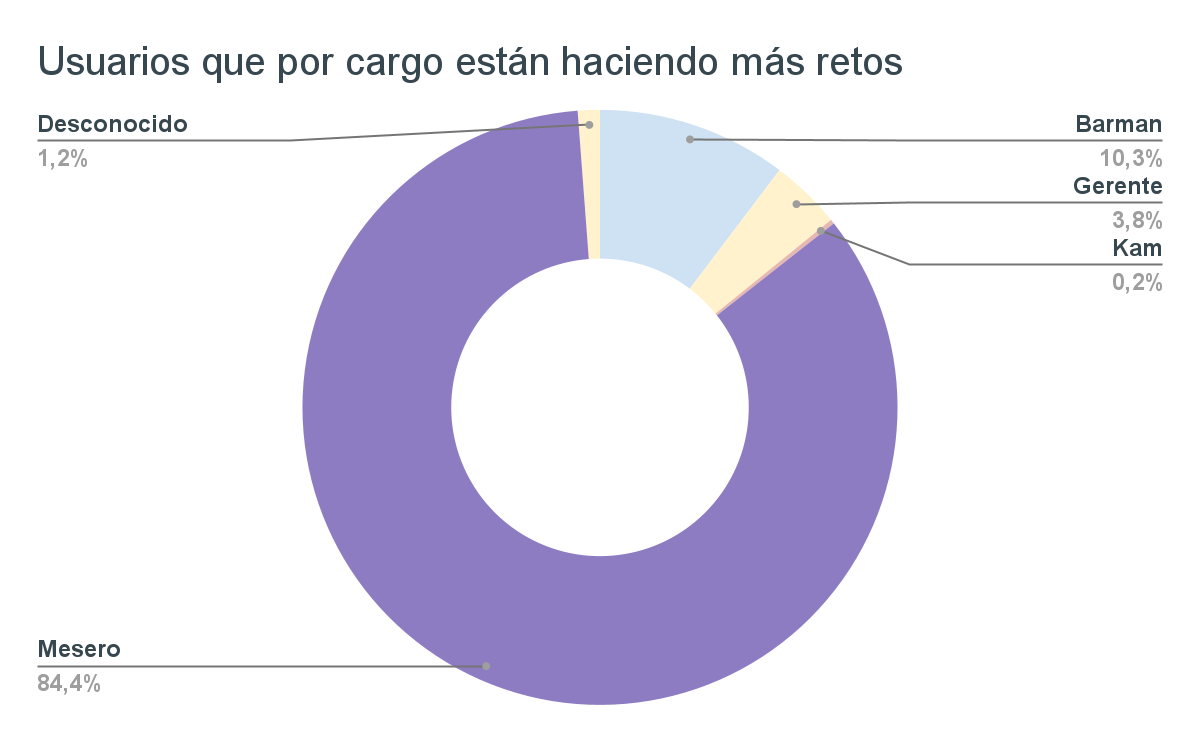 Usuarios que por cargo están haciendo más retos
Desconocido
1,2%
Barman
10,3%
Gerente
3,8%
Kam
0,2%
Mesero
84,4%